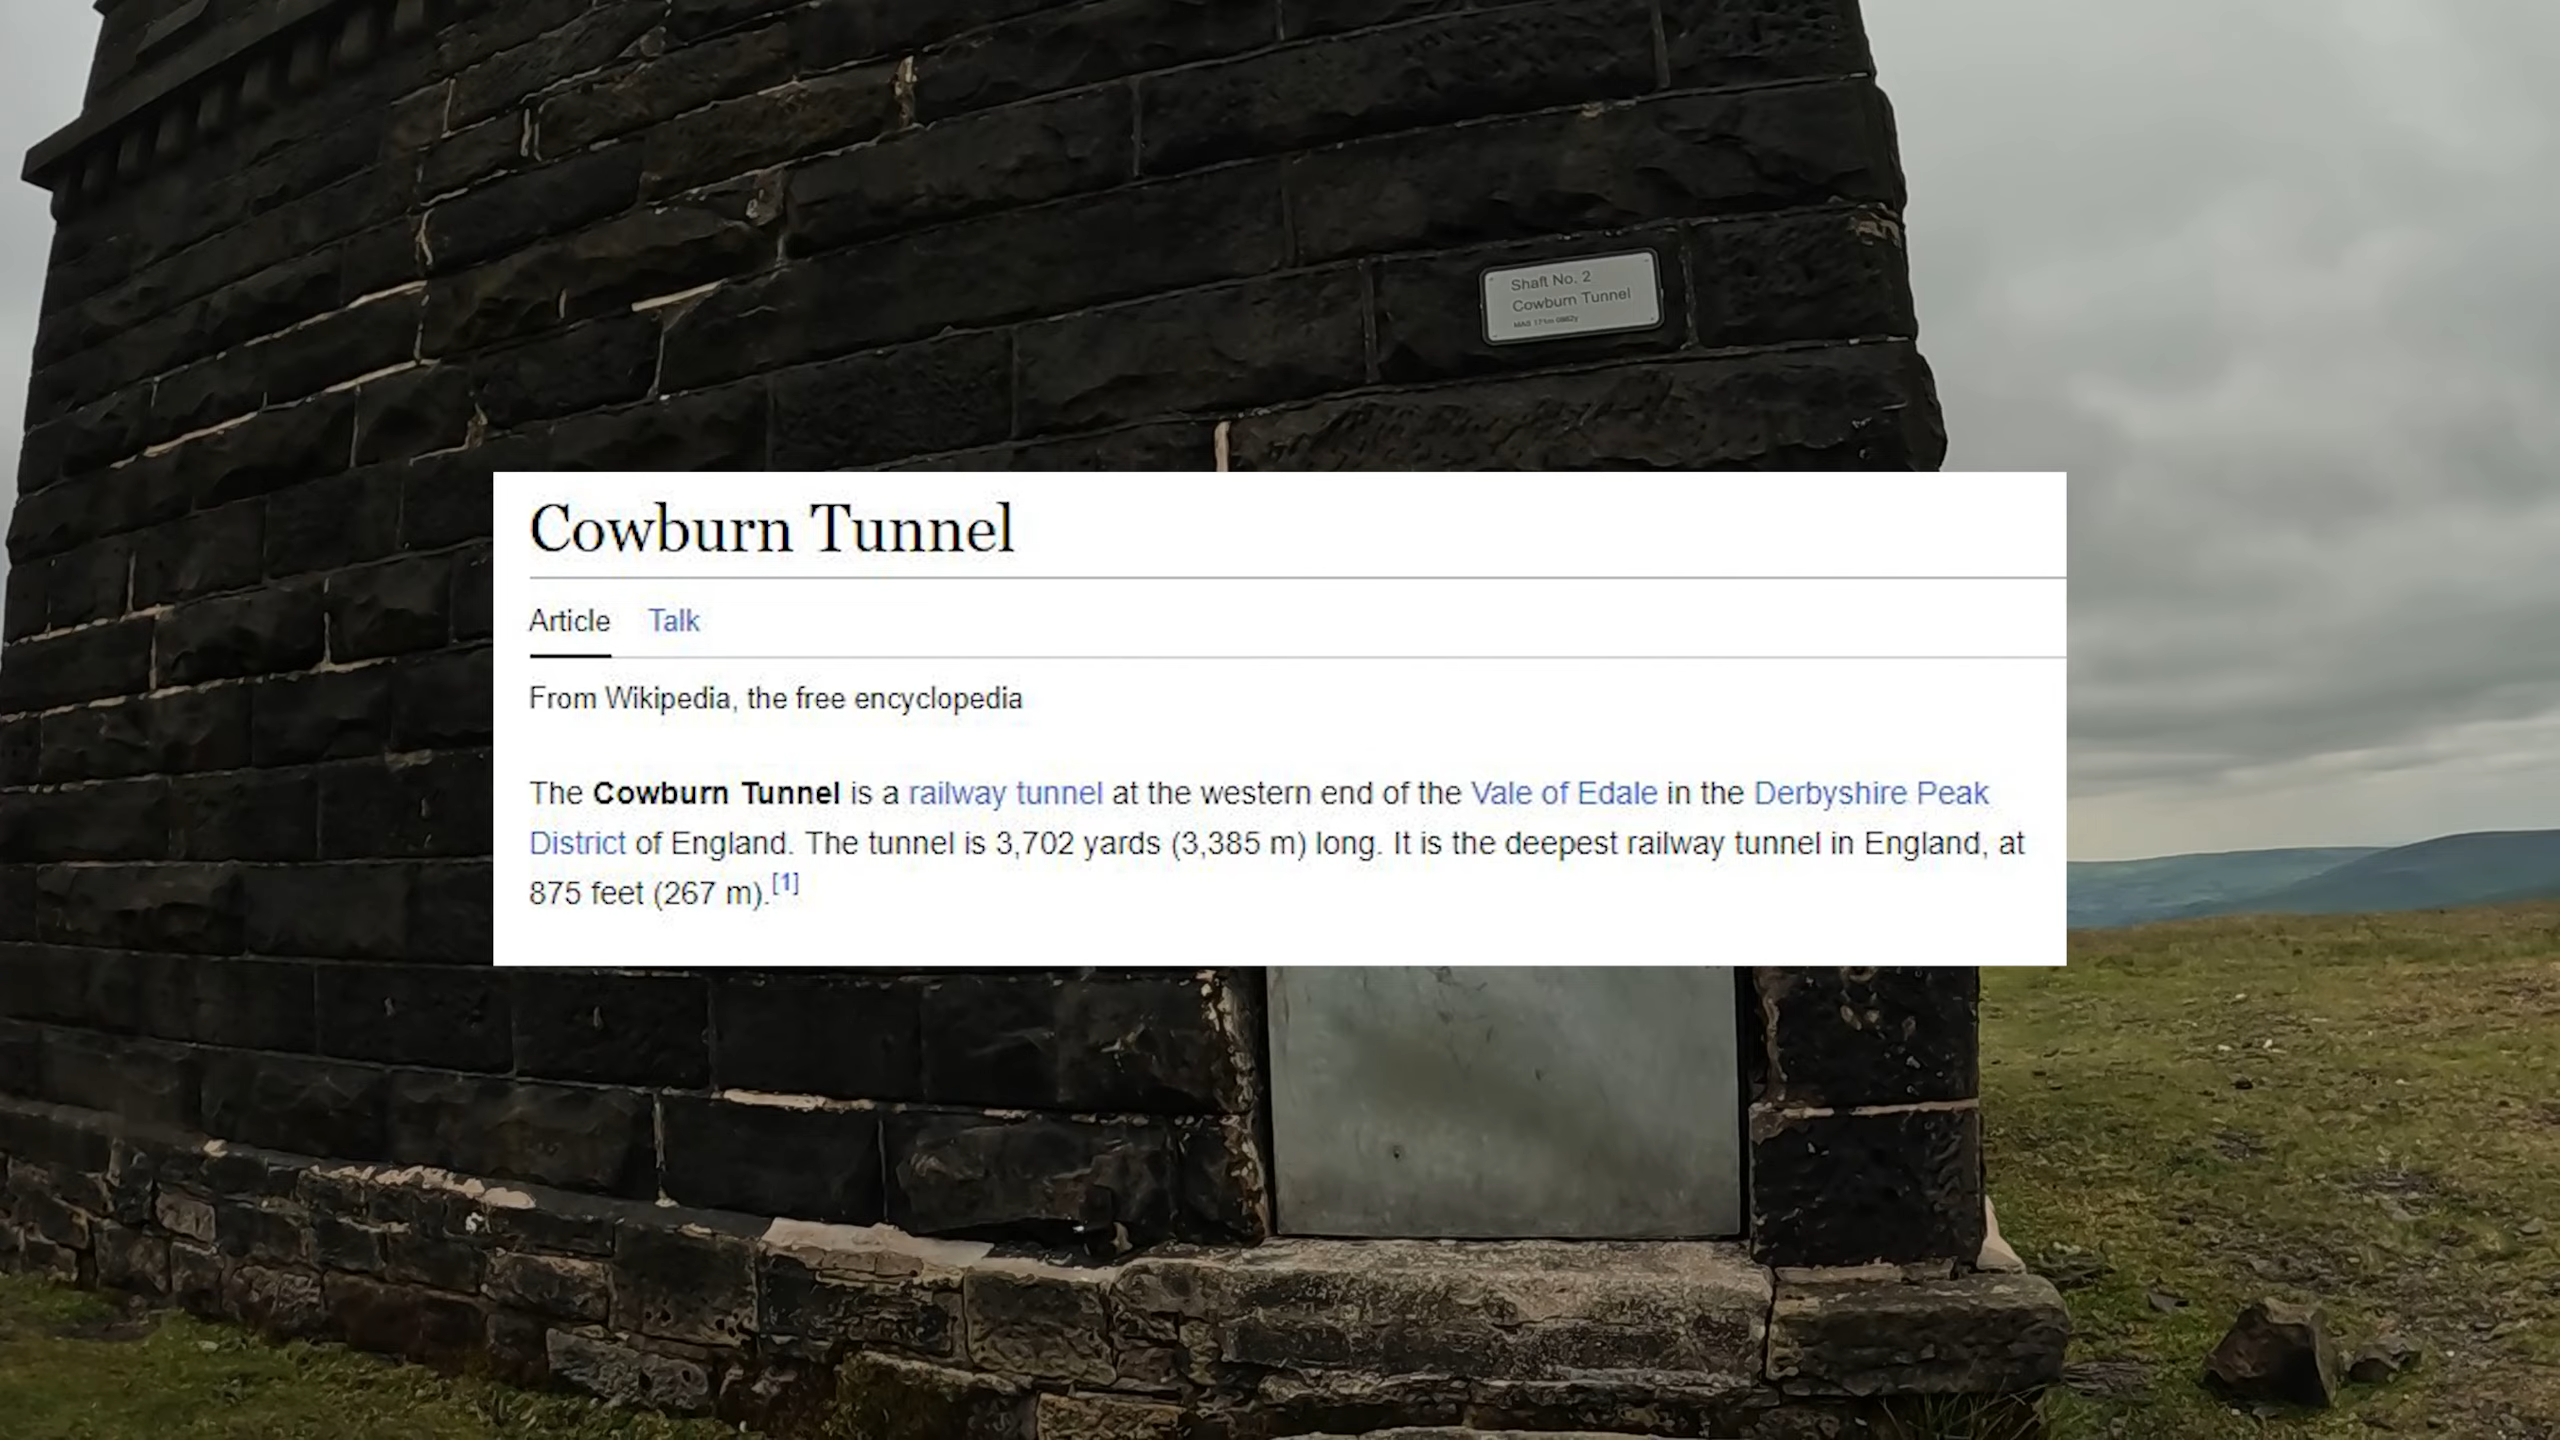 Shaft No. 2
Cowburn Tunnel
Cowburn Tunnel
Article Talk
From Wikipedia, the free encyclopedia
The Cowburn Tunnel is a railway tunnel at the western end of the Vale of Edale in the Derbyshire Peak
District of England. The tunnel is 3,702 yards (3,385 m) long. It is the deepest railway tunnel in England, at
875 feet (267 m).[1]